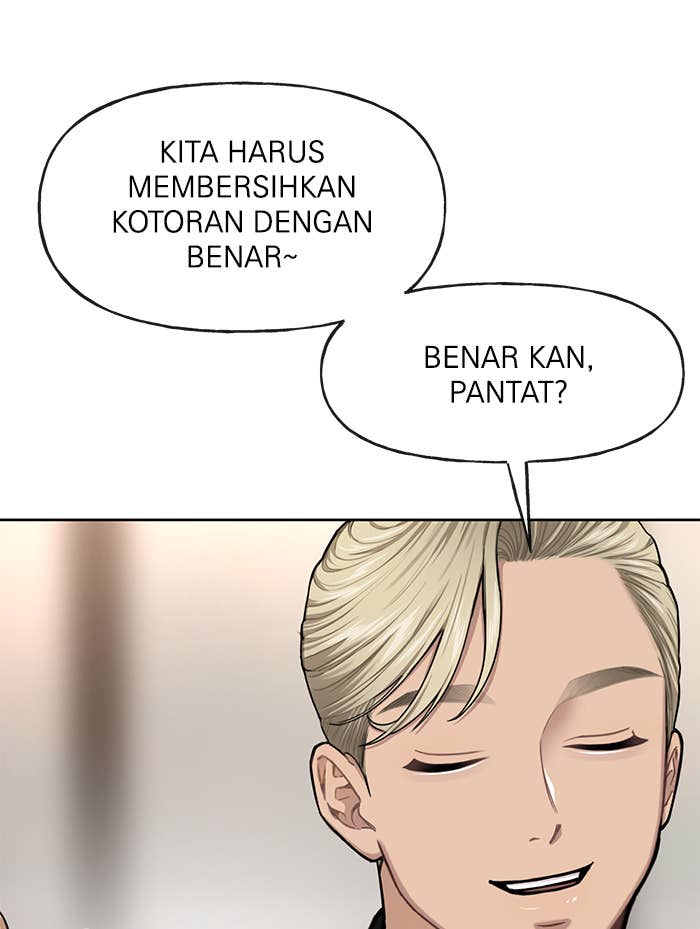 KITA HARUS
MEMBERSIHKAN
KOTORAN DENGAN
BENAR~
BENAR KAN,
PANTAT?